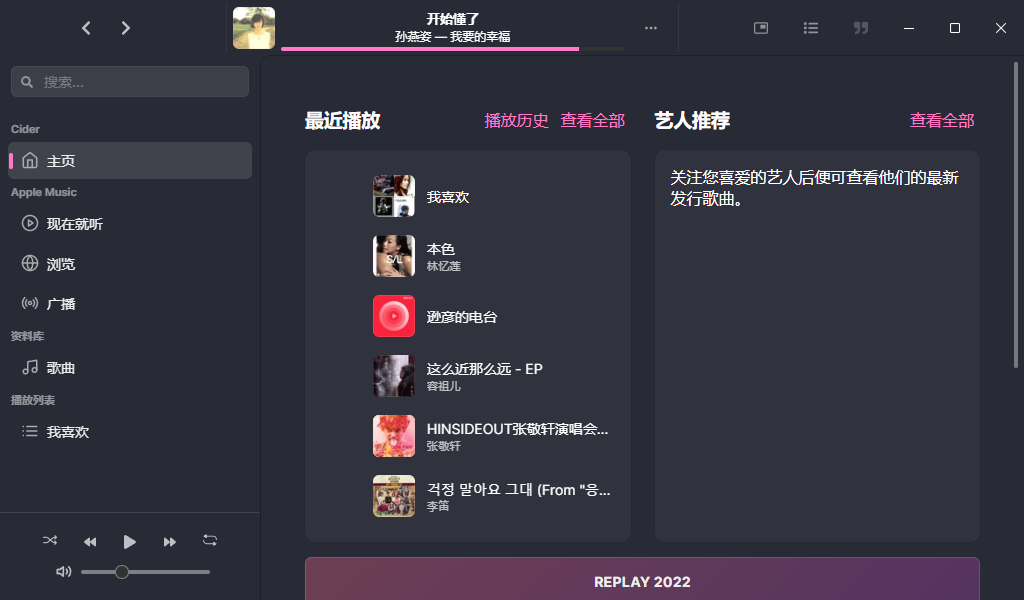 开始懂了
孙燕姿 — 我要的幸福
搜索...
Cider
主页
Apple Music
现在就听
浏览
广播
资料库
歌曲
播放列表
我喜欢
最近播放
播放历史
查看全部
我喜欢
本色
林忆莲
逊彦的电台
这么近那么远 - EP
容祖儿
HINSIDEOUT张敬轩演唱会...
张敬轩
걱정 말아요 그대 (From "응...
李笛
艺人推荐
查看全部
关注您喜爱的艺人后便可查看他们的最新
发行歌曲。
REPLAY 2022